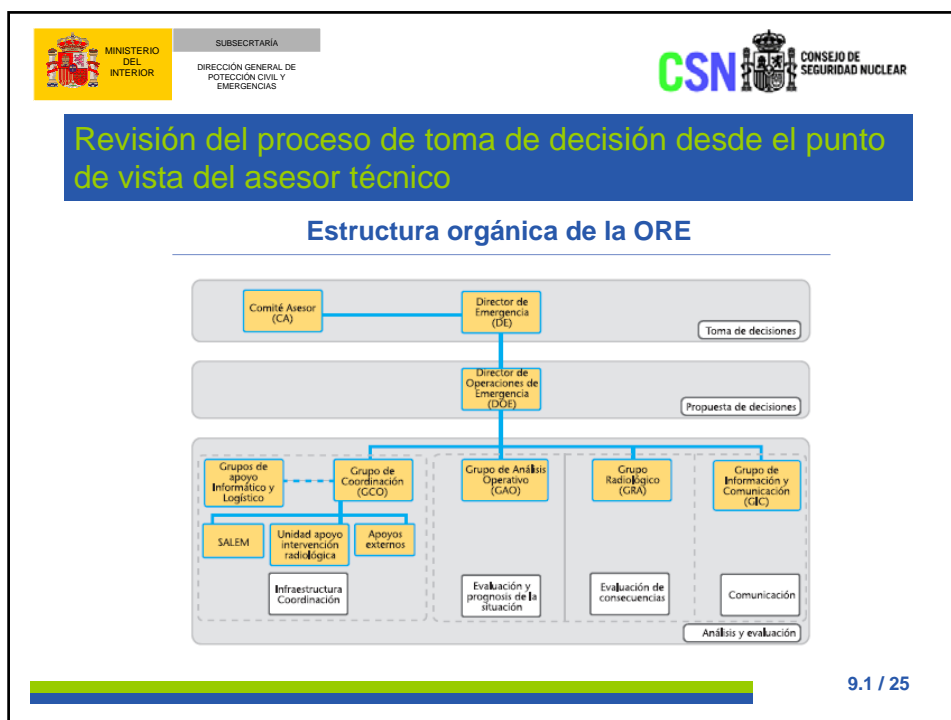 MINISTERIO
DEL
INTERIOR
SUBSECRTARÍA
DIRECCIÓN GENERAL DE
POTECCIÓN CIVIL Y
EMERGENCIAS
CSN
CONSEJO DE
SEGURIDAD NUCLEAR
Revisión del proceso de toma de decisión desde el punto
de vista del asesor técnico
Estructura orgánica de la ORE
Comité Asesor
(CA)
Director de
Emergencia
(DE)
Toma de decisiones
Director de
Operaciones de
Emergencia
(DOE)
Propuesta de decisiones
Grupos de
apoyo
Informático y
Logístico
Grupo de
Coordinación
(GCO)
Grupo de Análisis
Operativo
(GAO)
Grupo
Radiológico
(GRA)
Grupo de
Información y
Comunicación
(GIC)
SALEM
Unidad apoyo
intervención
radiológica
Apoyos
externos
Infraestructura
Coordinación
Evaluación y
prognosis de la
situación
Evaluación de
consecuencias
Comunicación
Análisis y evaluación
9.1 / 25